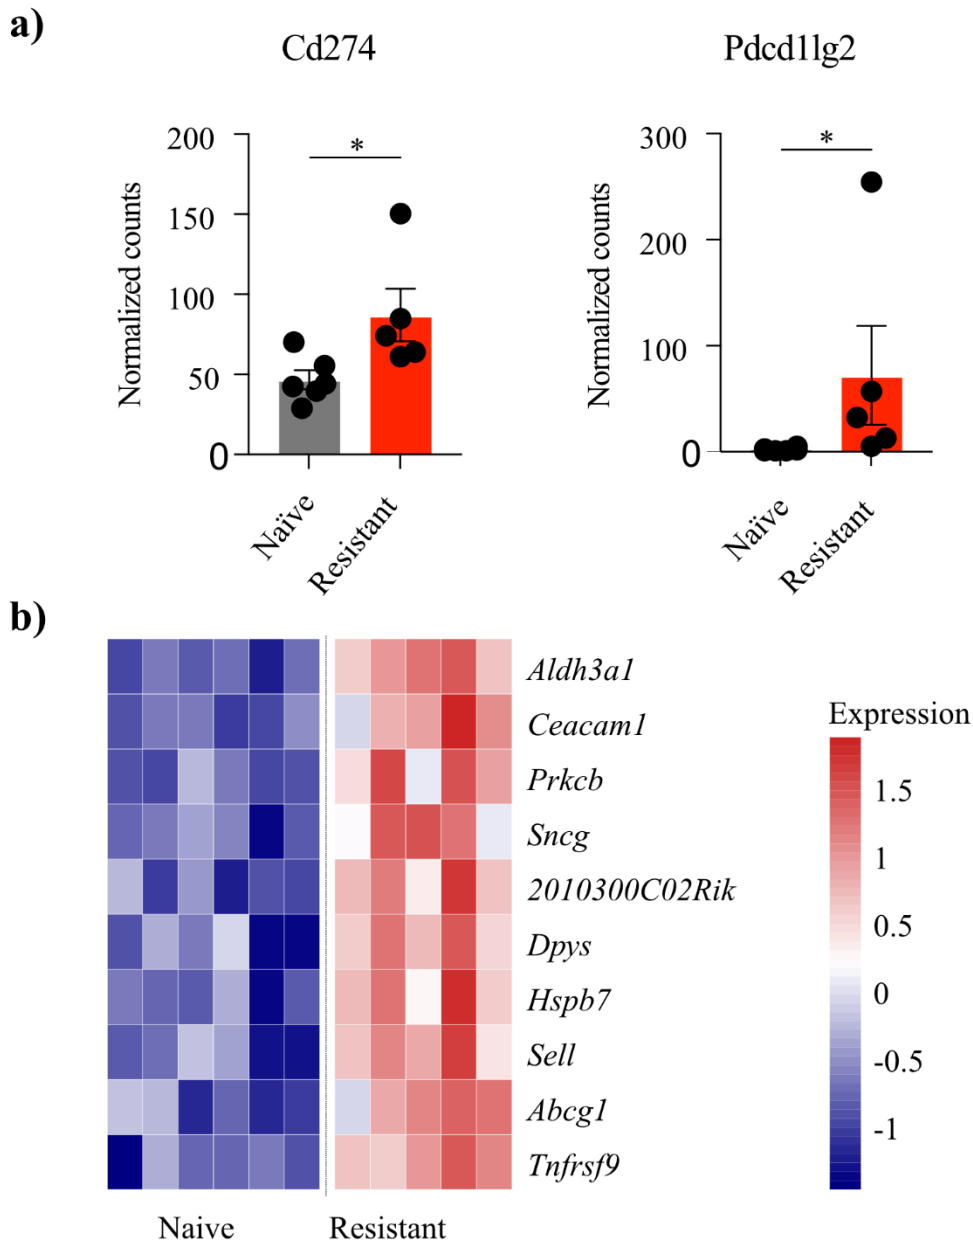 a)
Cd274
Pdcd1lg2
Normalized counts
200
150
100
50
0
*
Naïve
Resistant
Normalized counts
300
200
100
0
*
Naïve
Resistant
b)
Aldh3a1
Ceacam1
Prkcb
Sncg
2010300C02Rik
Dpys
Hspb7
Sell
Abcg1
Tnfrsf9
Naive
Resistant
Expression
1.5
1
0.5
0
-0.5
-1